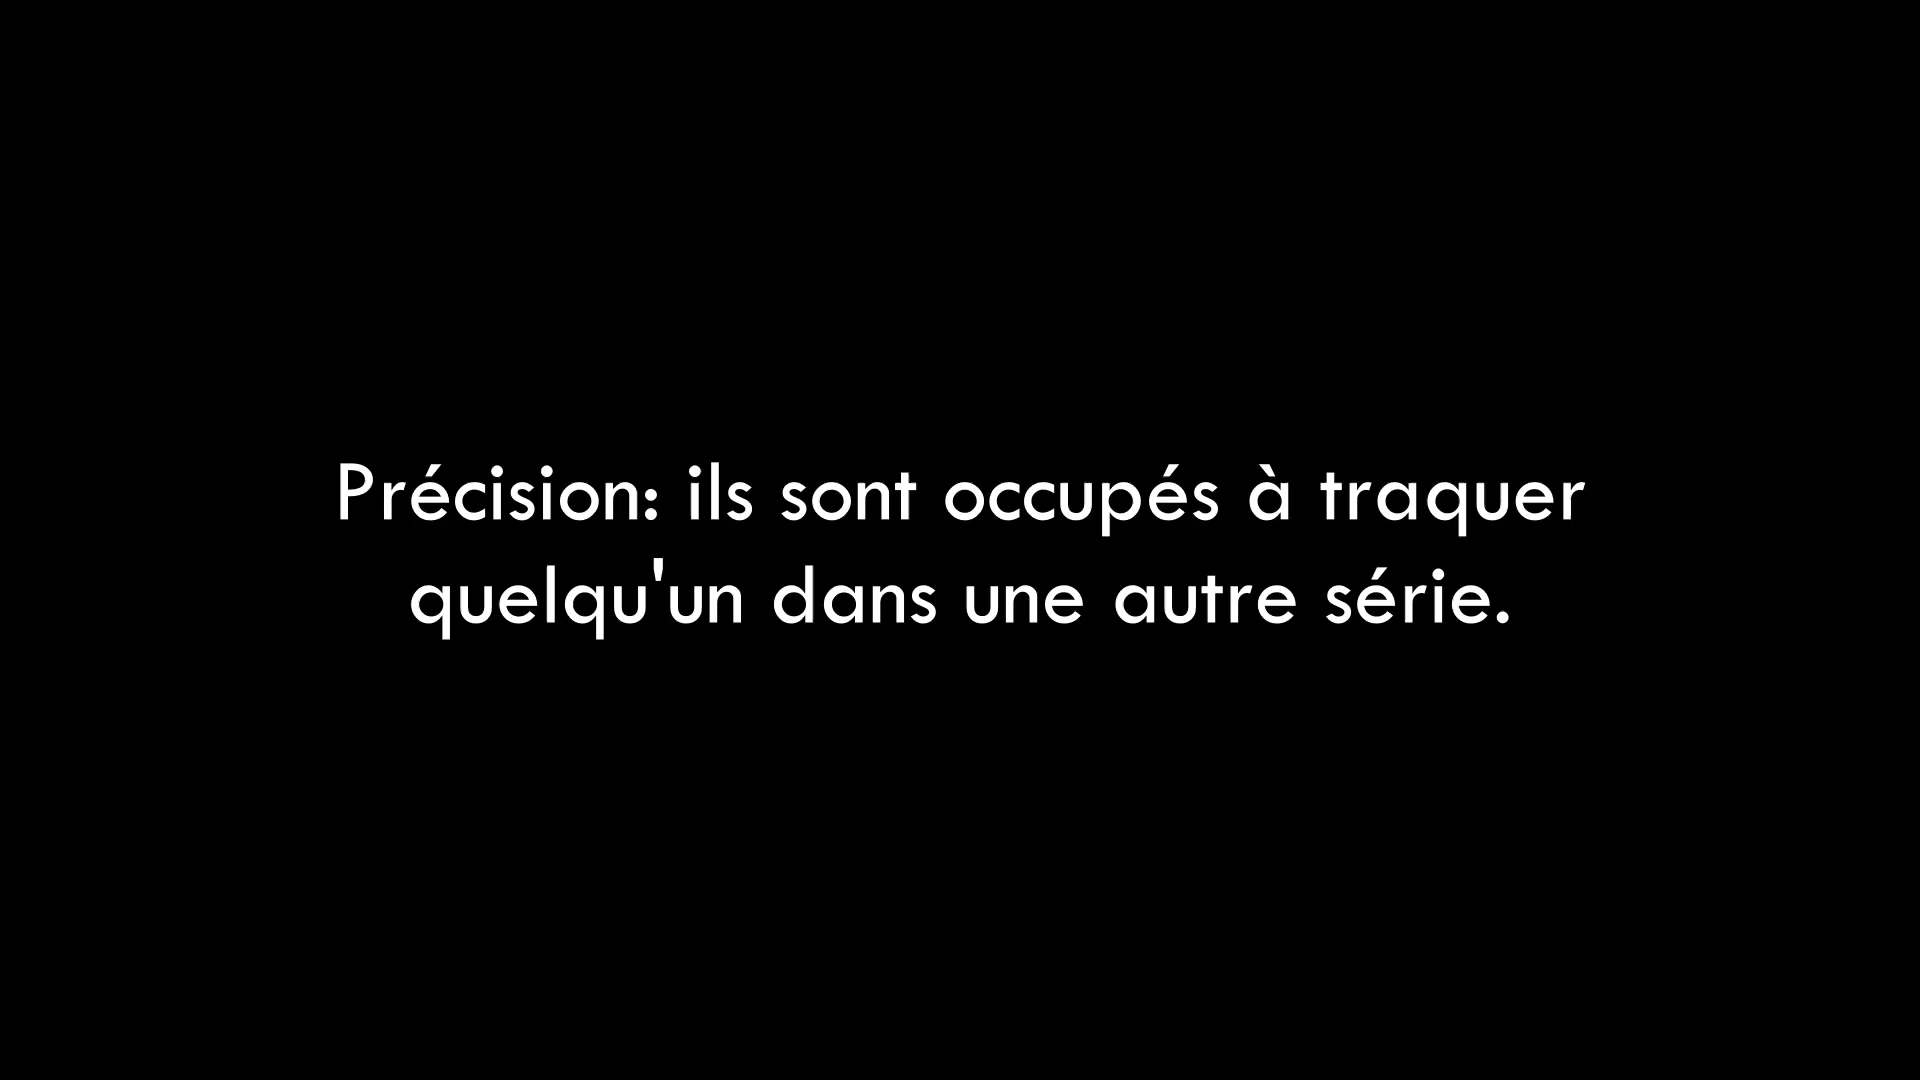 Précision: ils sont occupés à traquer
quelqu'un dans une autre série.